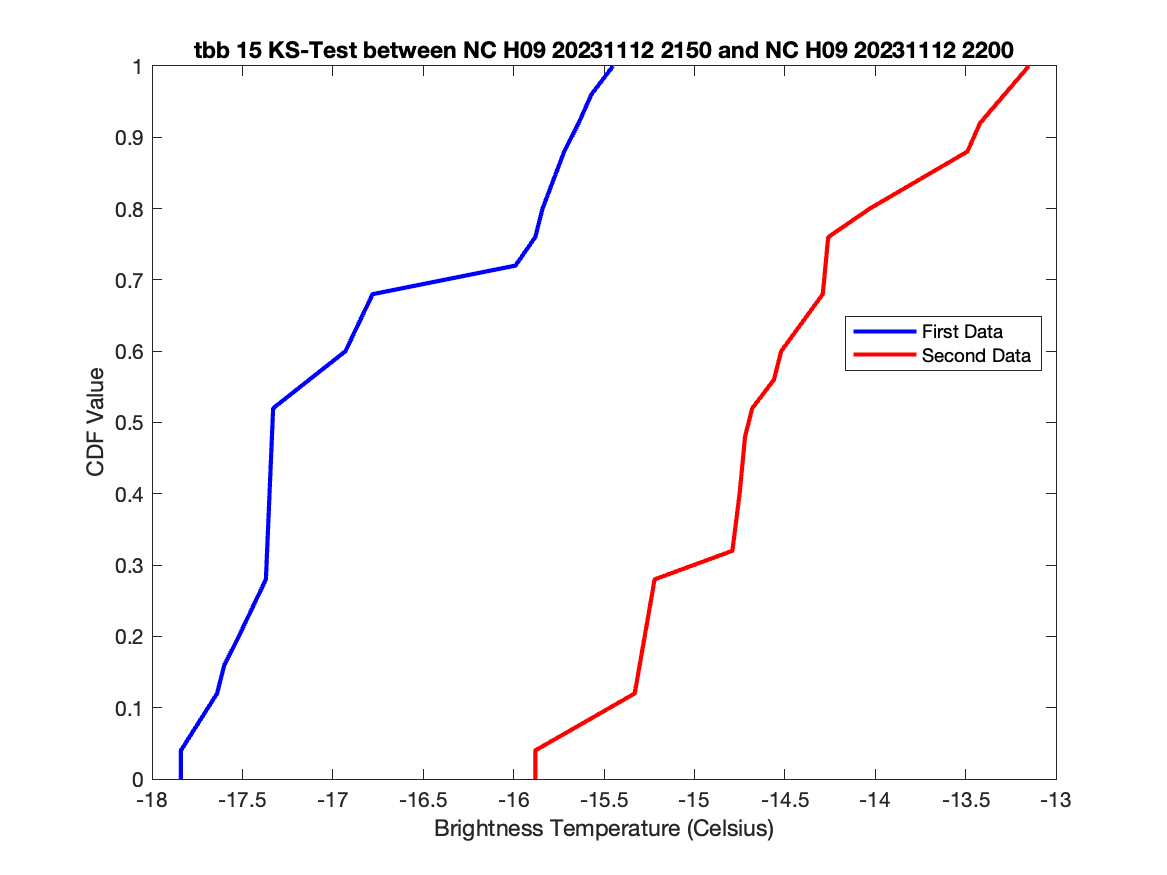 tbb 15 KS-Test between NC H09 20231112 2150 and NC H09 20231112 2200
1
0.9
0.8
0.7
0.6
0.5
0.4
0.3
0.2
0.1
0
CDF Value
First Data
Second Data
-18 -17.5 -17 -16.5 -16 -15.5 -15 -14.5 -14 -13.5 -13
Brightness Temperature (Celsius)